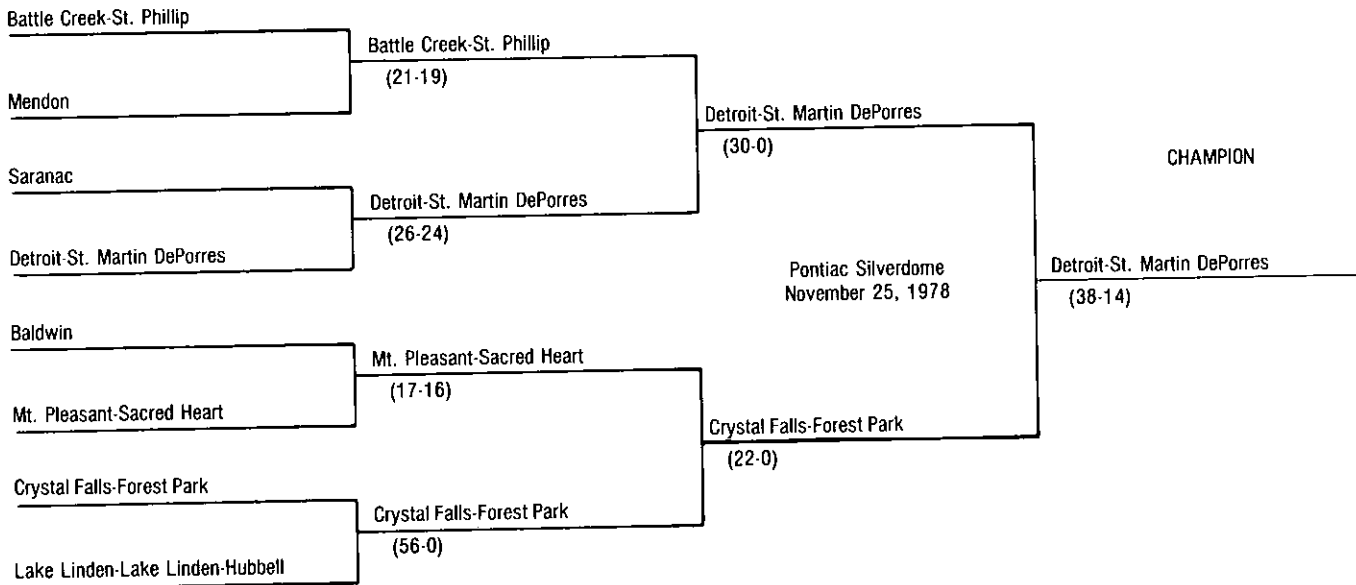 Battle Creek-St. Phillip
Battle Creek-St. Phillip
(21-19)
Mendon
Detroit-St. Martin DePorres
(30-0)
CHAMPION
Saranac
Detroit-St. Martin DePorres
(26-24)
Detroit-St. Martin DePorres
Pontiac Silverdome
November 25, 1978
Detroit-St. Martin DePorres
(38-14)
Baldwin
Mt. Pleasant-Sacred Heart
(17-16)
Mt. Pleasant-Sacred Heart
Crystal Falls-Forest Park
(22-0)
Crystal Falls-Forest Park
Crystal Falls-Forest Park
(56-0)
Lake Linden-Lake Linden-Hubbell